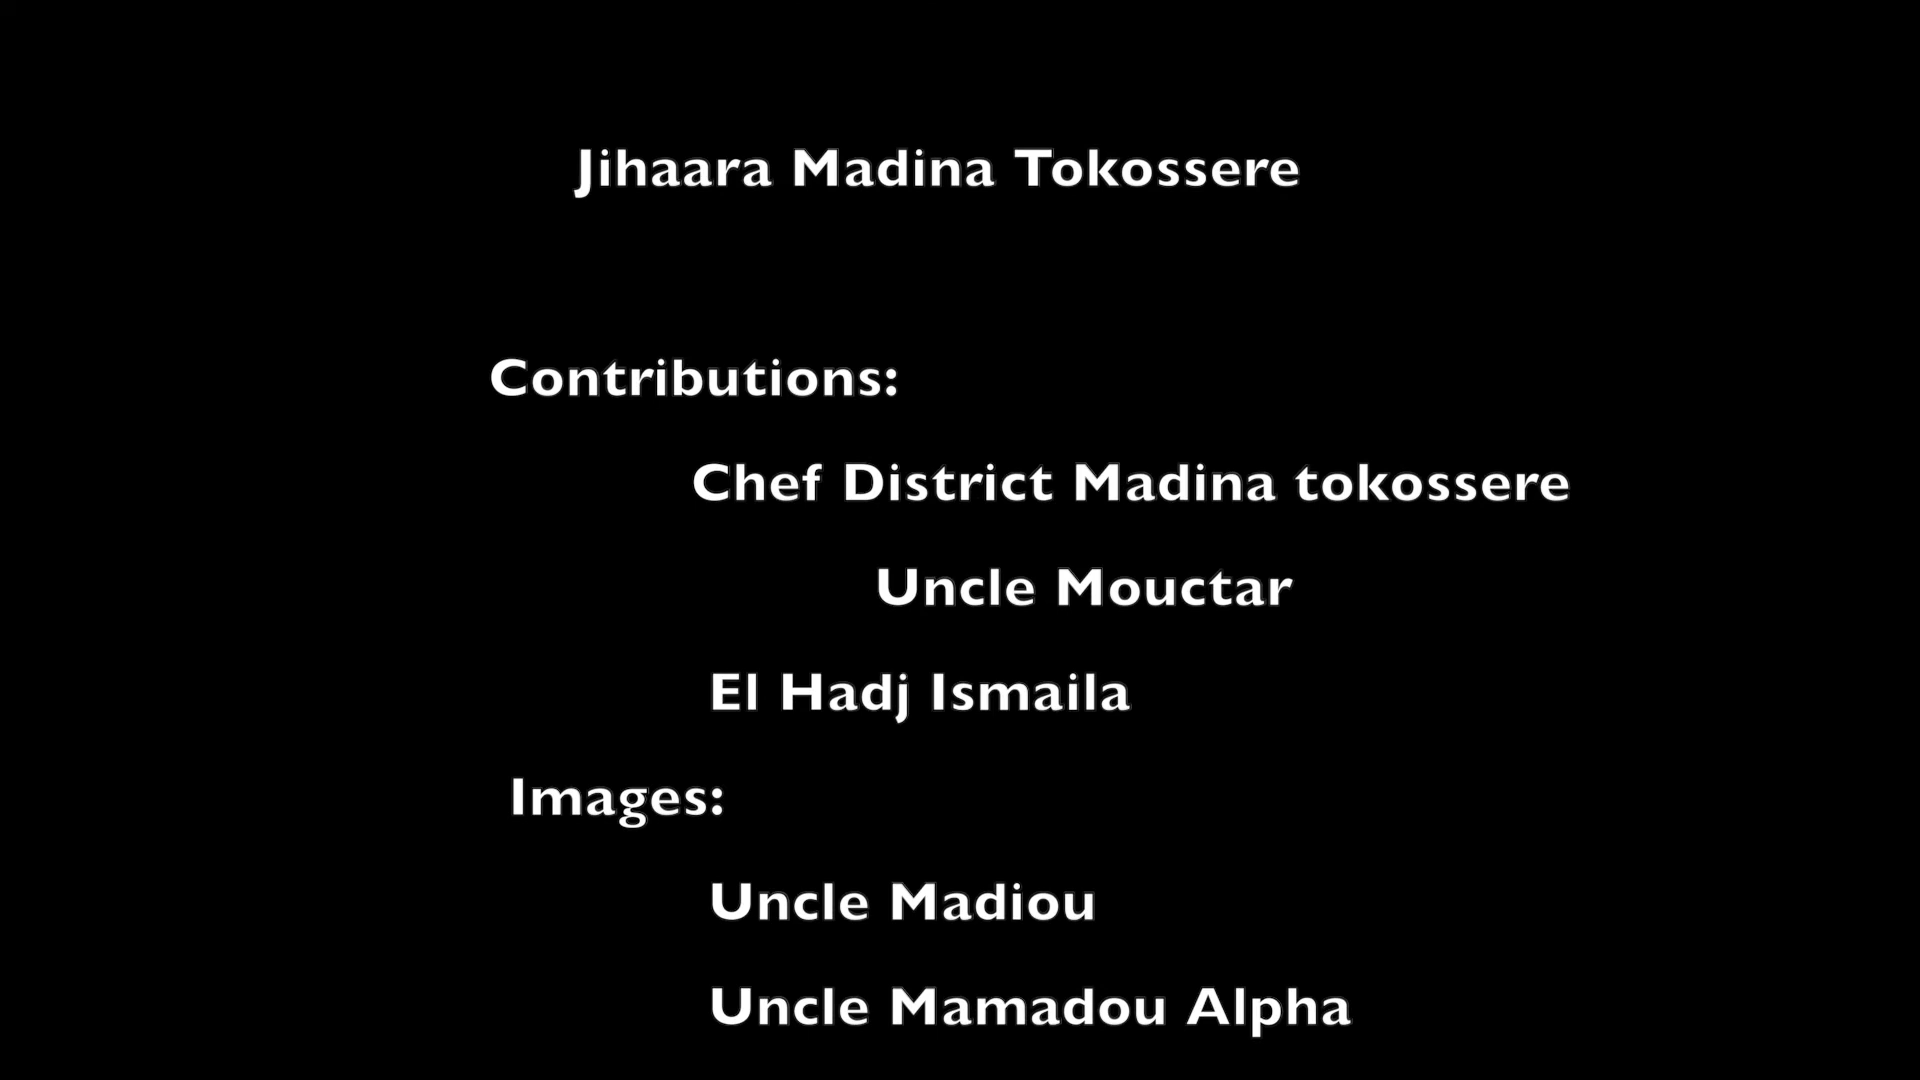 Jihaara Madina Tokossere
Contributions:
Chef District Madina tokossere
Uncle Mouctar
El Hadj Ismaila
Images:
Uncle Madiou
Uncle Mamadou Alpha